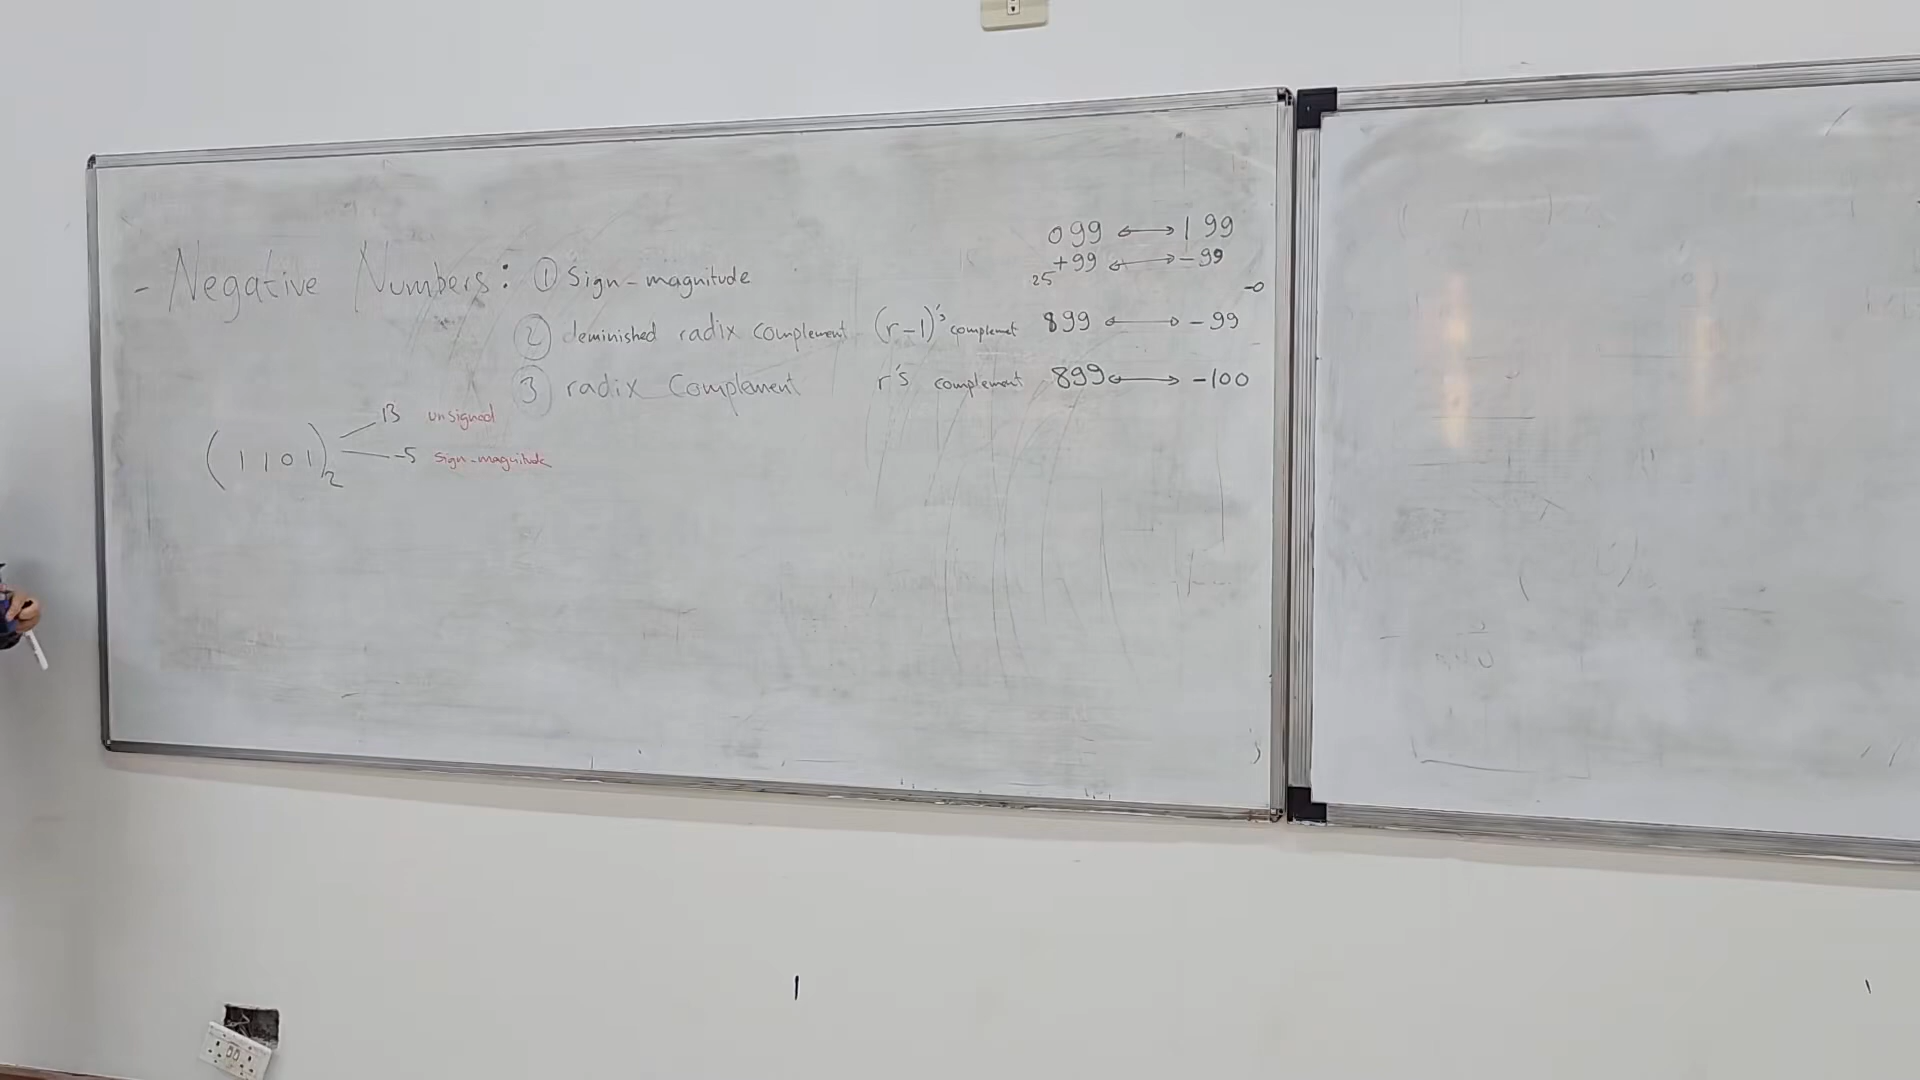 099 ↔ 199
- Negative Numbers: ① Sign-magnitude +99 ↔ -99
25
-0
② deminished radix complement (r-1)'s complemet 899 ↔ -99
③ radix Complement r's complement 899 ↔ -100
(1101)₂ 13 unsigned
-5 sign-magnitude